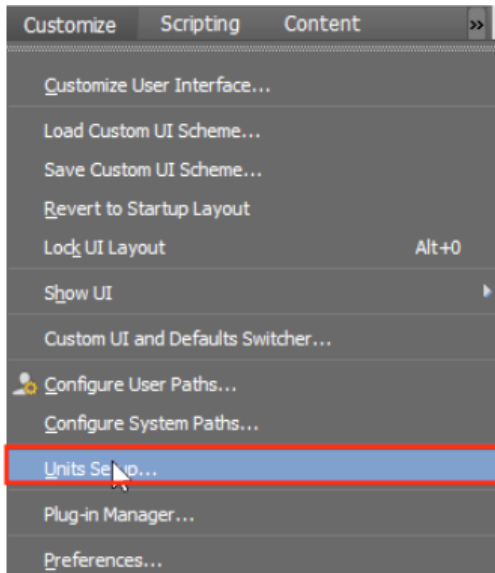 Customize Scripting Content »
Customize User Interface...
Load Custom UI Scheme...
Save Custom UI Scheme...
Revert to Startup Layout
Lock UI Layout Alt+0
Show UI
Custom UI and Defaults Switcher...
Configure User Paths...
Configure System Paths...
Units Setup...
Plug-in Manager...
Preferences...